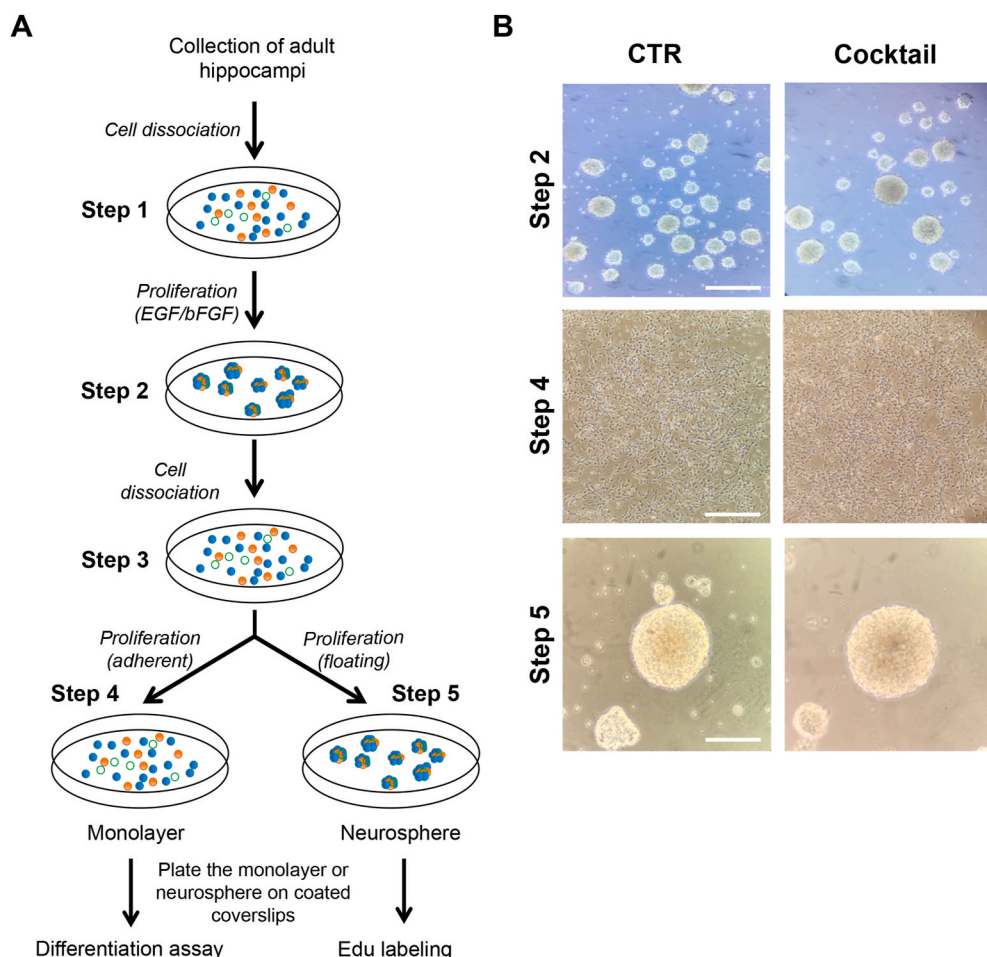 A
Collection of adult
hippocampi
Cell dissociation
Step 1
Proliferation
(EGF/bFGF)
Step 2
Cell
dissociation
Step 3
Proliferation
(adherent)
Proliferation
(floating)
Step 4
Step 5
Monolayer
Neurosphere
Plate the monolayer or
neurosphere on coated
coverslips
Differentiation assay
Edu labeling
B
CTR
Cocktail
Step 2
Step 4
Step 5